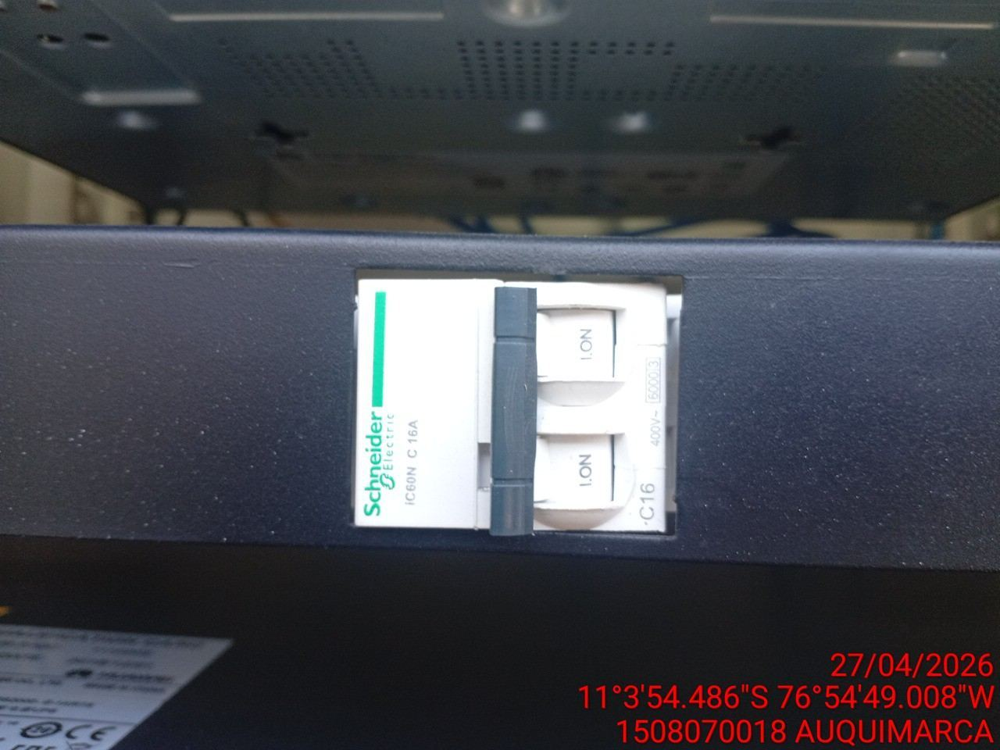 Schneider
Electric
iC60N C 16A
I.ON
I.ON
400V~ 6000 3
C16
27/04/2026
11°3'54.486"S 76°54'49.008"W
1508070018 AUQUIMARCA